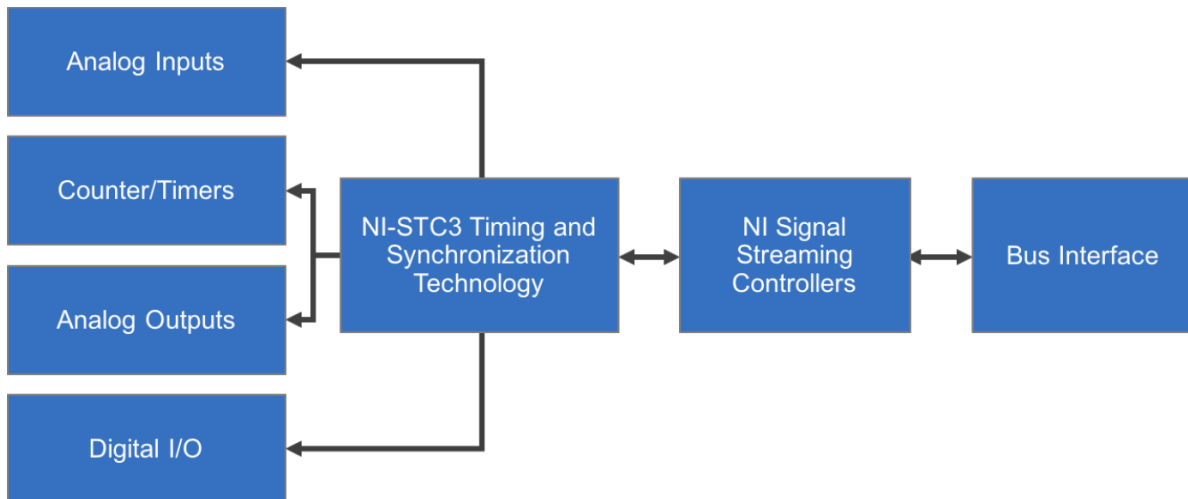 Analog Inputs
Counter/Timers
Analog Outputs
Digital I/O
NI-STC3 Timing and
Synchronization
Technology
NI Signal
Streaming
Controllers
Bus Interface